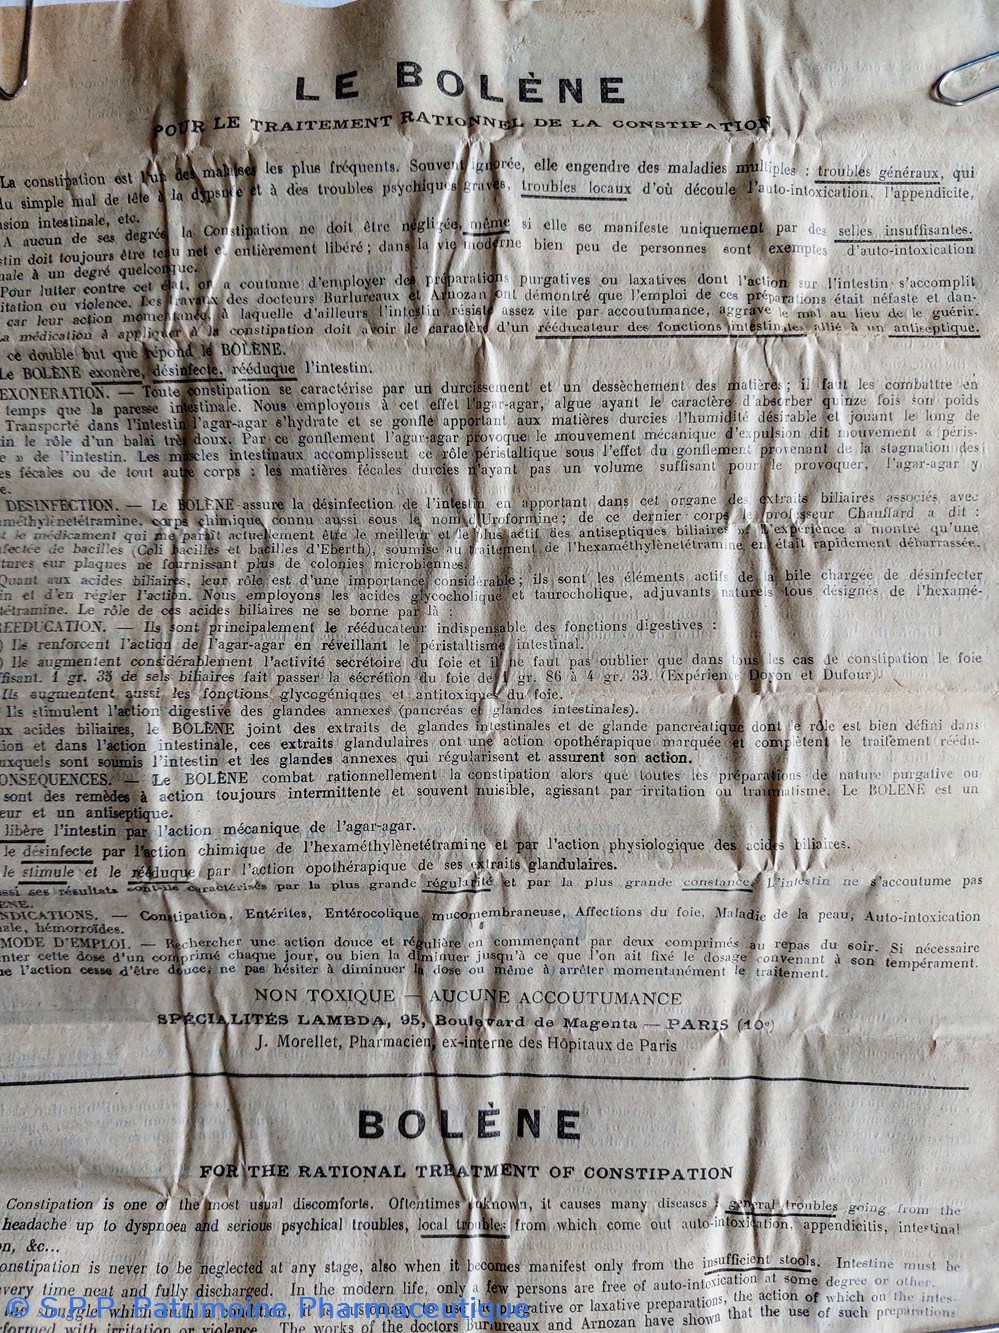 LE BOLÈNE
POUR LE TRAITEMENT RATIONNEL DE LA CONSTIPATION
La constipation est l'un des malaises les plus fréquents. Souvent ignorée, elle engendre des maladies multiples : troubles généraux, qui
du simple mal de tête à la dypsnée et à des troubles psychiques graves, troubles locaux d'où découle l'auto-intoxication, l'appendicite,
usion intestinale, etc.
A aucun de ses degrés la Constipation ne doit être négligée, même si elle se manifeste uniquement par des selles insuffisantes.
stin doit toujours être tenu net et entièrement libéré ; dans la vie moderne bien peu de personnes sont exemptes d'auto-intoxication
nale à un degré quelconque.
Pour lutter contre cet état, on a coutume d'employer des préparations purgatives ou laxatives dont l'action sur l'intestin s'accomplit
itation ou violence. Les travaux des docteurs Burlureaux et Arnozan ont démontré que l'emploi de ces préparations était néfaste et dan-
car leur action momentanée, à laquelle d'ailleurs l'intestin résiste assez vite par accoutumance, aggrave le mal au lieu de le guérir.
La médication à appliquer à la constipation doit avoir le caractère d'un rééducateur des fonctions intestinales allié à un antiseptique.
ce double but que répond le BOLÈNE.
Le BOLÈNE exonère, désinfecte, rééduque l'intestin.
EXONERATION. — Toute constipation se caractérise par un durcissement et un dessèchement des matières ; il faut les combattre en
temps que la paresse intestinale. Nous employons à cet effet l'agar-agar, algue ayant le caractère d'absorber quinze fois son poids
Transporté dans l'intestin l'agar-agar s'hydrate et se gonfle apportant aux matières durcies l'humidité désirable et jouant le long de
in le rôle d'un balai très doux. Par ce gonflement l'agar-agar provoque le mouvement mécanique d'expulsion dit mouvement « péris-
e » de l'intestin. Les muscles intestinaux accomplissent ce rôle péristaltique sous l'effet du gonflement provenant de la stagnation des
es fécales ou de tout autre corps ; les matières fécales durcies n'ayant pas un volume suffisant pour le provoquer, l'agar-agar y
e.
DESINFECTION. — Le BOLÈNE assure la désinfection de l'intestin en apportant dans cet organe des extraits biliaires associés avec
améthylènetétramine, corps chimique connu aussi sous le nom d'Uroformine ; de ce dernier corps le professeur Chauffard a dit :
t le médicament qui me paraît actuellement être le meilleur et le plus actif des antiseptiques biliaires et l'expérience a montré qu'une
fectée de bacilles (Coli bacilles et bacilles d'Eberth), soumise au traitement de l'hexaméthylènetétramine en était rapidement débarrassée.
tures sur plaques ne fournissant plus de colonies microbiennes.
Quant aux acides biliaires, leur rôle est d'une importance considérable ; ils sont les éléments actifs de la bile chargée de désinfecter
in et d'en régler l'action. Nous employons les acides glycocholique et taurocholique, adjuvants naturels tous désignés de l'hexamé-
tétramine. Le rôle de ces acides biliaires ne se borne par là :
REEDUCATION. — Ils sont principalement le rééducateur indispensable des fonctions digestives :
) Ils renforcent l'action de l'agar-agar en réveillant le péristaltisme intestinal.
) Ils augmentent considérablement l'activité secrétoire du foie et il ne faut pas oublier que dans tous les cas de constipation le foie
ffisant. 1 gr. 35 de sels biliaires fait passer la sécrétion du foie de 1 gr. 86 à 4 gr. 33. (Expérience Doyon et Dufour).
Ils augmentent aussi les fonctions glycogéniques et antitoxiques du foie.
Ils stimulent l'action digestive des glandes annexes (pancréas et glandes intestinales).
ux acides biliaires, le BOLÈNE joint des extraits de glandes intestinales et de glande pancréatique dont le rôle est bien défini dans
ion et dans l'action intestinale, ces extraits glandulaires ont une action opothérapique marquée et complètent le traitement réédu-
uxquels sont soumis l'intestin et les glandes annexes qui régularisent et assurent son action.
ONSEQUENCES. — Le BOLÈNE combat rationnellement la constipation alors que toutes les préparations de nature purgative ou
sont des remèdes à action toujours intermittente et souvent nuisible, agissant par irritation ou traumatisme. Le BOLENE est un
eur et un antiseptique.
libère l'intestin par l'action mécanique de l'agar-agar.
le désinfecte par l'action chimique de l'hexaméthylènetétramine et par l'action physiologique des acides biliaires.
le stimule et le rééduque par l'action opothérapique de ses extraits glandulaires.
ssi ses résultats sont-ils caractérisés par la plus grande régularité et par la plus grande constance. L'intestin ne s'accoutume pas
ENE.
NDICATIONS. — Constipation, Entérites, Entérocolique mucomembraneuse, Affections du foie, Maladie de la peau, Auto-intoxication
ale, hémorroïdes.
MODE D'EMPLOI. — Rechercher une action douce et régulière en commençant par deux comprimés au repas du soir. Si nécessaire
nter cette dose d'un comprimé chaque jour, ou bien la diminuer jusqu'à ce que l'on ait fixé le dosage convenant à son tempérament.
ue l'action cesse d'être douce, ne pas hésiter à diminuer la dose ou même à arrêter momentanément le traitement.
NON TOXIQUE — AUCUNE ACCOUTUMANCE
SPÉCIALITÉS LAMBDA, 95, Boulevard de Magenta — PARIS (10e)
J. Morellet, Pharmacien, ex-interne des Hôpitaux de Paris
BOLÈNE
FOR THE RATIONAL TREATMENT OF CONSTIPATION
Constipation is one of the most usual discomforts. Oftentimes unknown, it causes many diseases ; general troubles going from the
headache up to dyspnoea and serious psychical troubles, local troubles from which come out auto-intoxication, appendicitis, intestinal
n, &c...
onstipation is never to be neglected at any stage, also when it becomes manifest only from the insufficient stools. Intestine must be
very time neat and fully discharged. In the modern life, only a few persons are free of auto-intoxication at some degree or other.
struggle which this condition, it is customary to use purgative or laxative preparations, the action of which on the intes-
formed with irritation or violence. The works of the doctors Burlureaux and Arnozan have shown that the use of such preparations
© S.P.P. Patrimoine Pharmaceutique